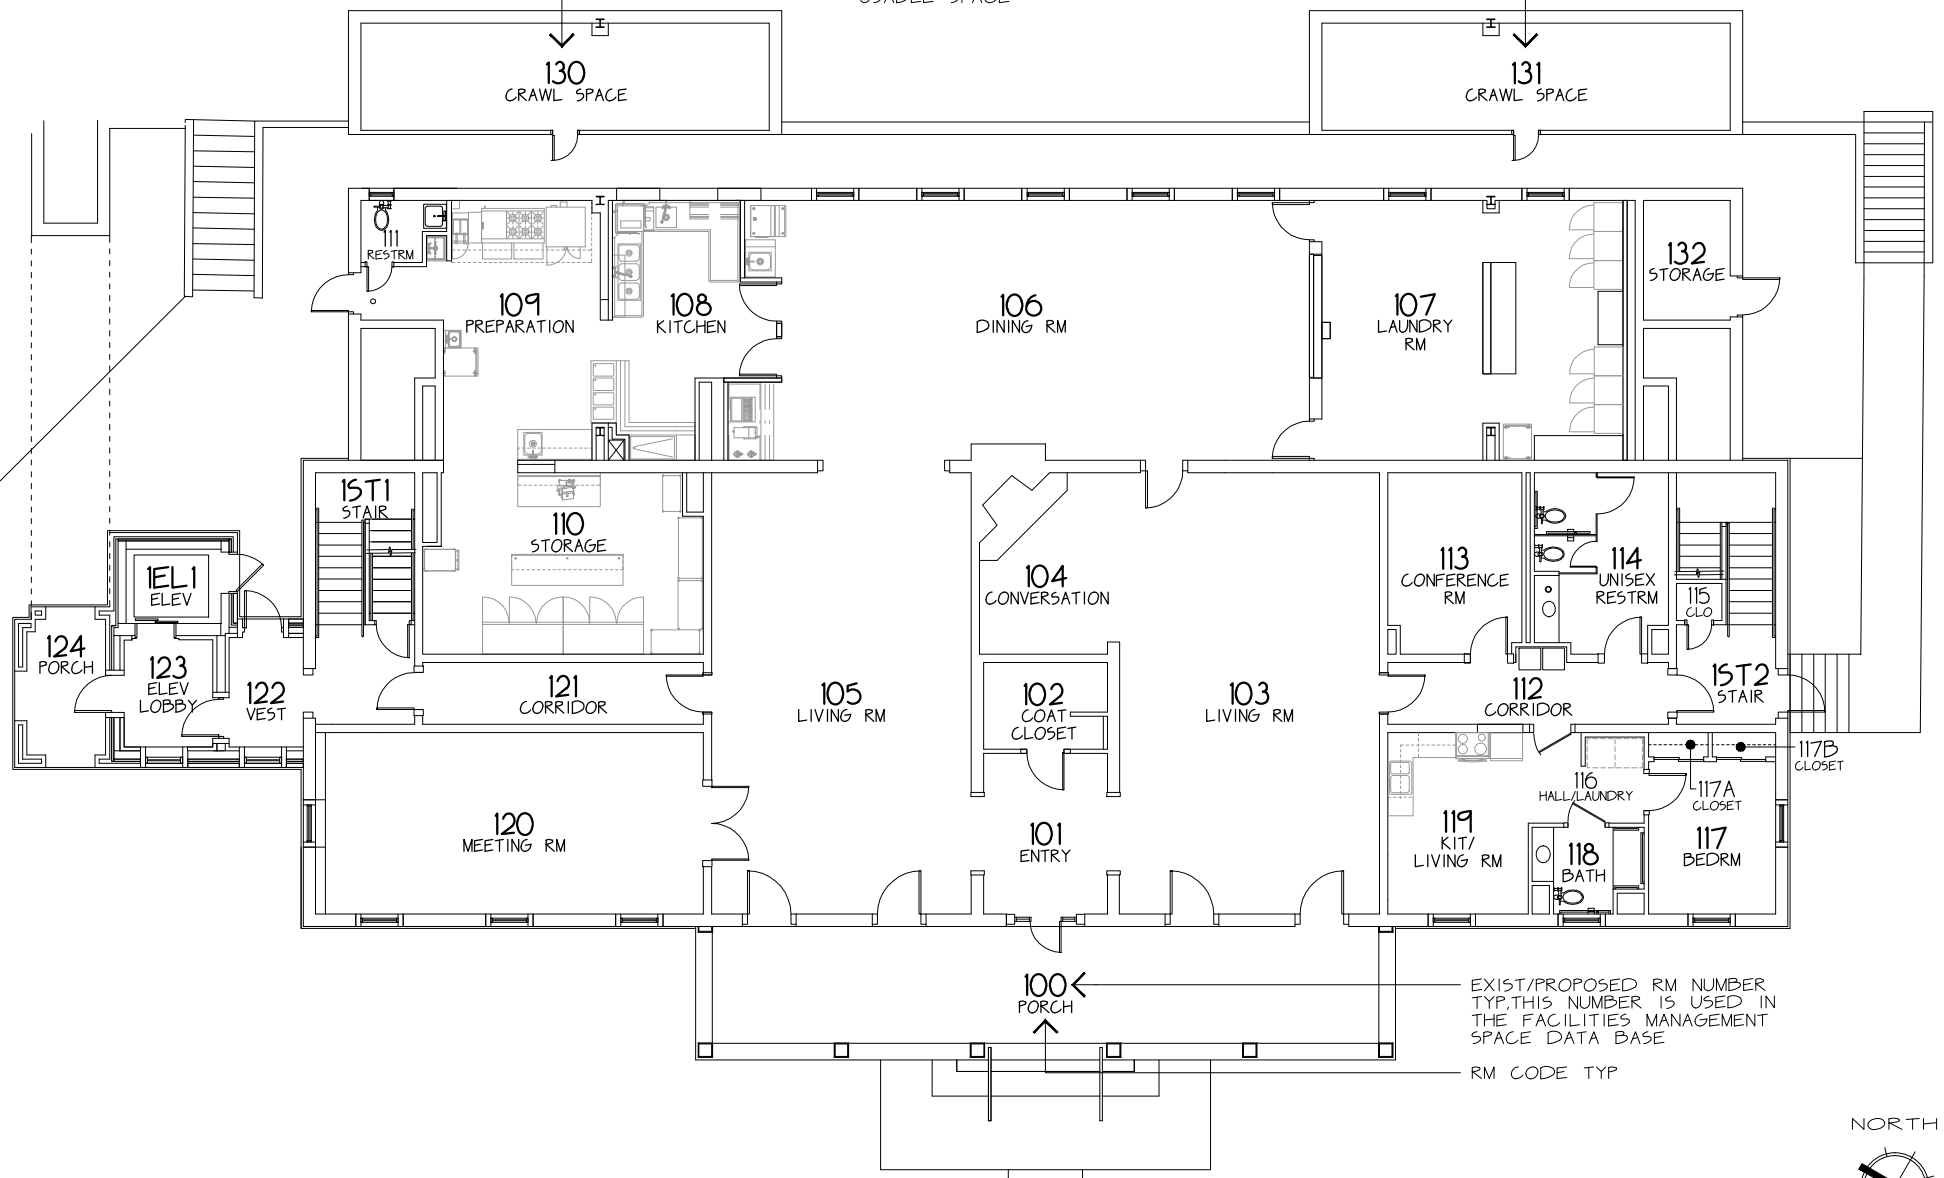 USABLE SPACE
130
CRAWL SPACE
131
CRAWL SPACE
111
RESTRM
109
PREPARATION
108
KITCHEN
106
DINING RM
107
LAUNDRY
RM
132
STORAGE
1ST1
STAIR
110
STORAGE
1EL1
ELEV
104
CONVERSATION
113
CONFERENCE
RM
114
UNISEX
RESTRM
115
CLO
124
PORCH
123
ELEV
LOBBY
122
VEST
121
CORRIDOR
105
LIVING RM
102
COAT
CLOSET
103
LIVING RM
112
CORRIDOR
1ST2
STAIR
117B
CLOSET
116
HALL/LAUNDRY
117A
CLOSET
120
MEETING RM
101
ENTRY
119
KIT/
LIVING RM
118
BATH
117
BEDRM
100
PORCH
EXIST/PROPOSED RM NUMBER
TYP,THIS NUMBER IS USED IN
THE FACILITIES MANAGEMENT
SPACE DATA BASE
RM CODE TYP
NORTH